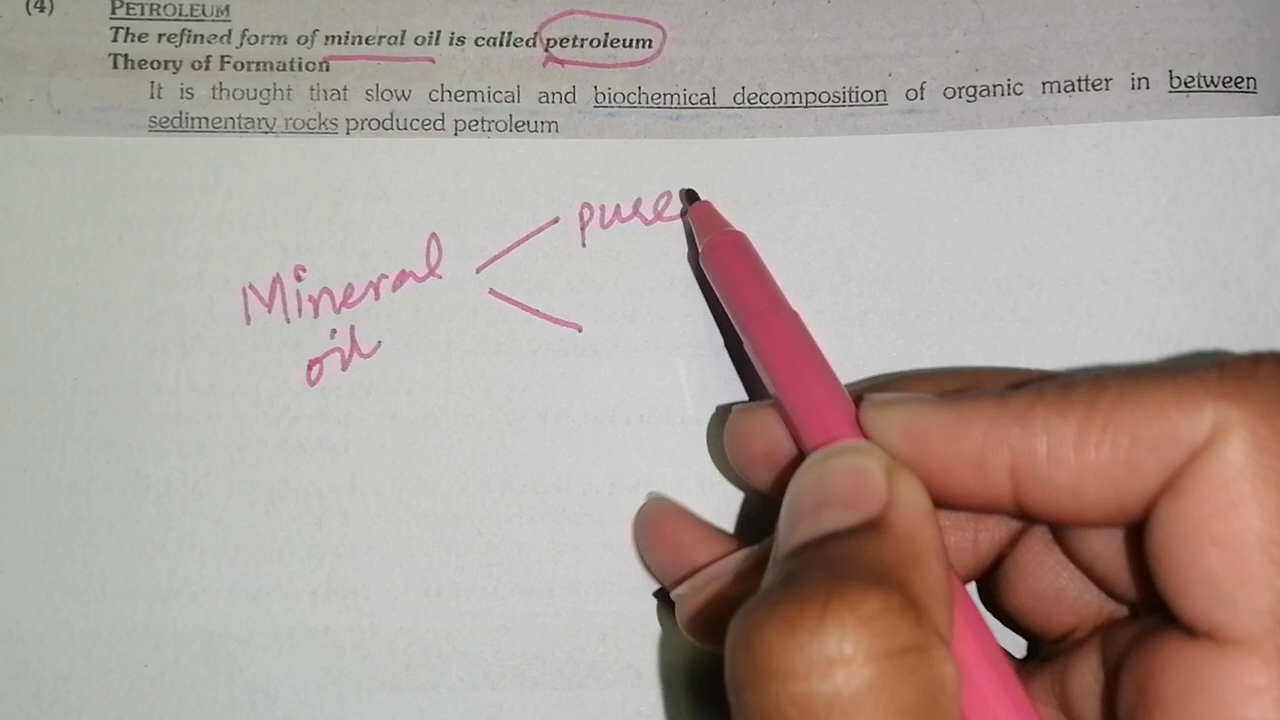 (4) PETROLEUM
The refined form of mineral oil is called petroleum
Theory of Formation
It is thought that slow chemical and biochemical decomposition of organic matter in between
sedimentary rocks produced petroleum
pure
Mineral
oil